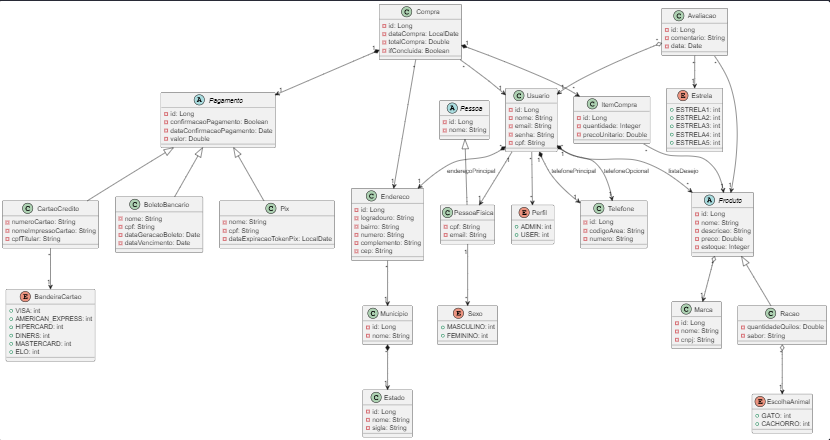 C Compra
id: Long
dataCompra: LocalDate
totalCompra: Double
ifConcluida: Boolean
C Avaliacao
id: Long
comentario: String
data: Date
A Pagamento
id: Long
confirmacaoPagamento: Boolean
dataConfirmacaoPagamento: Date
valor: Double
A Pessoa
id: Long
nome: String
C Usuario
id: Long
nome: String
email: String
senha: String
cpf: String
C ItemCompra
id: Long
quantidade: Integer
precoUnitario: Double
E Estrela
ESTRELA1: int
ESTRELA2: int
ESTRELA3: int
ESTRELA4: int
ESTRELA5: int
endereçoPrincipal
telefonePrincipal
telefoneOpcional
listaDesejo
C CartaoCredito
numeroCartao: String
nomeImpressoCartao: String
cpfTitular: String
C BoletoBancario
nome: String
cpf: String
dataGeracaoBoleto: Date
dataVencimento: Date
C Pix
nome: String
cpf: String
dataExpiracaoTokenPix: LocalDate
C Endereco
id: Long
logradouro: String
bairro: String
numero: String
complemento: String
cep: String
C PessoaFisica
cpf: String
email: String
E Perfil
ADMIN: int
USER: int
C Telefone
id: Long
codigoArea: String
numero: String
A Produto
id: Long
nome: String
descricao: String
preco: Double
estoque: Integer
E BandeiraCartao
VISA: int
AMERICAN_EXPRESS: int
HIPERCARD: int
DINERS: int
MASTERCARD: int
ELO: int
C Municipio
id: Long
nome: String
E Sexo
MASCULINO: int
FEMININO: int
C Marca
id: Long
nome: String
cnpj: String
C Racao
quantidadeQuilos: Double
sabor: String
C Estado
id: Long
nome: String
sigla: String
E EscolhaAnimal
GATO: int
CACHORRO: int